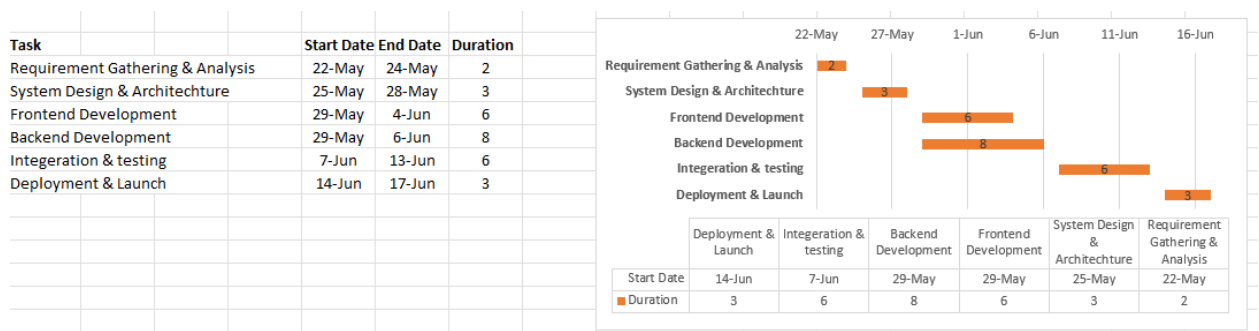 Task Start Date End Date Duration
Requirement Gathering & Analysis 22-May 24-May 2
System Design & Architechture 25-May 28-May 3
Frontend Development 29-May 4-Jun 6
Backend Development 29-May 6-Jun 8
Integeration & testing 7-Jun 13-Jun 6
Deployment & Launch 14-Jun 17-Jun 3
22-May 27-May 1-Jun 6-Jun 11-Jun 16-Jun
Requirement Gathering & Analysis 2
System Design & Architechture 3
Frontend Development 6
Backend Development 8
Integeration & testing 6
Deployment & Launch 3
Deployment & Launch Integeration & testing Backend Development Frontend Development System Design & Architechture Requirement Gathering & Analysis
Start Date 14-Jun 7-Jun 29-May 29-May 25-May 22-May
Duration 3 6 8 6 3 2